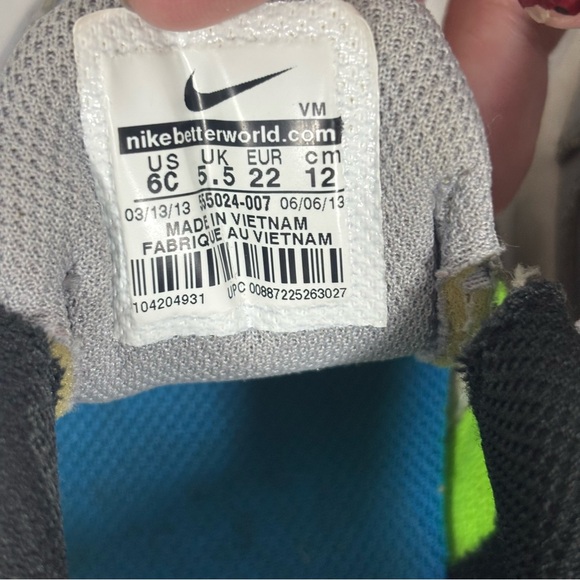 VM
nikebetterworld.com
US UK EUR cm
6C 5.5 22 12
03/13/13 555024-007 06/06/13
MADE IN VIETNAM
FABRIQUE AU VIETNAM
104204931 UPC 00887225263027